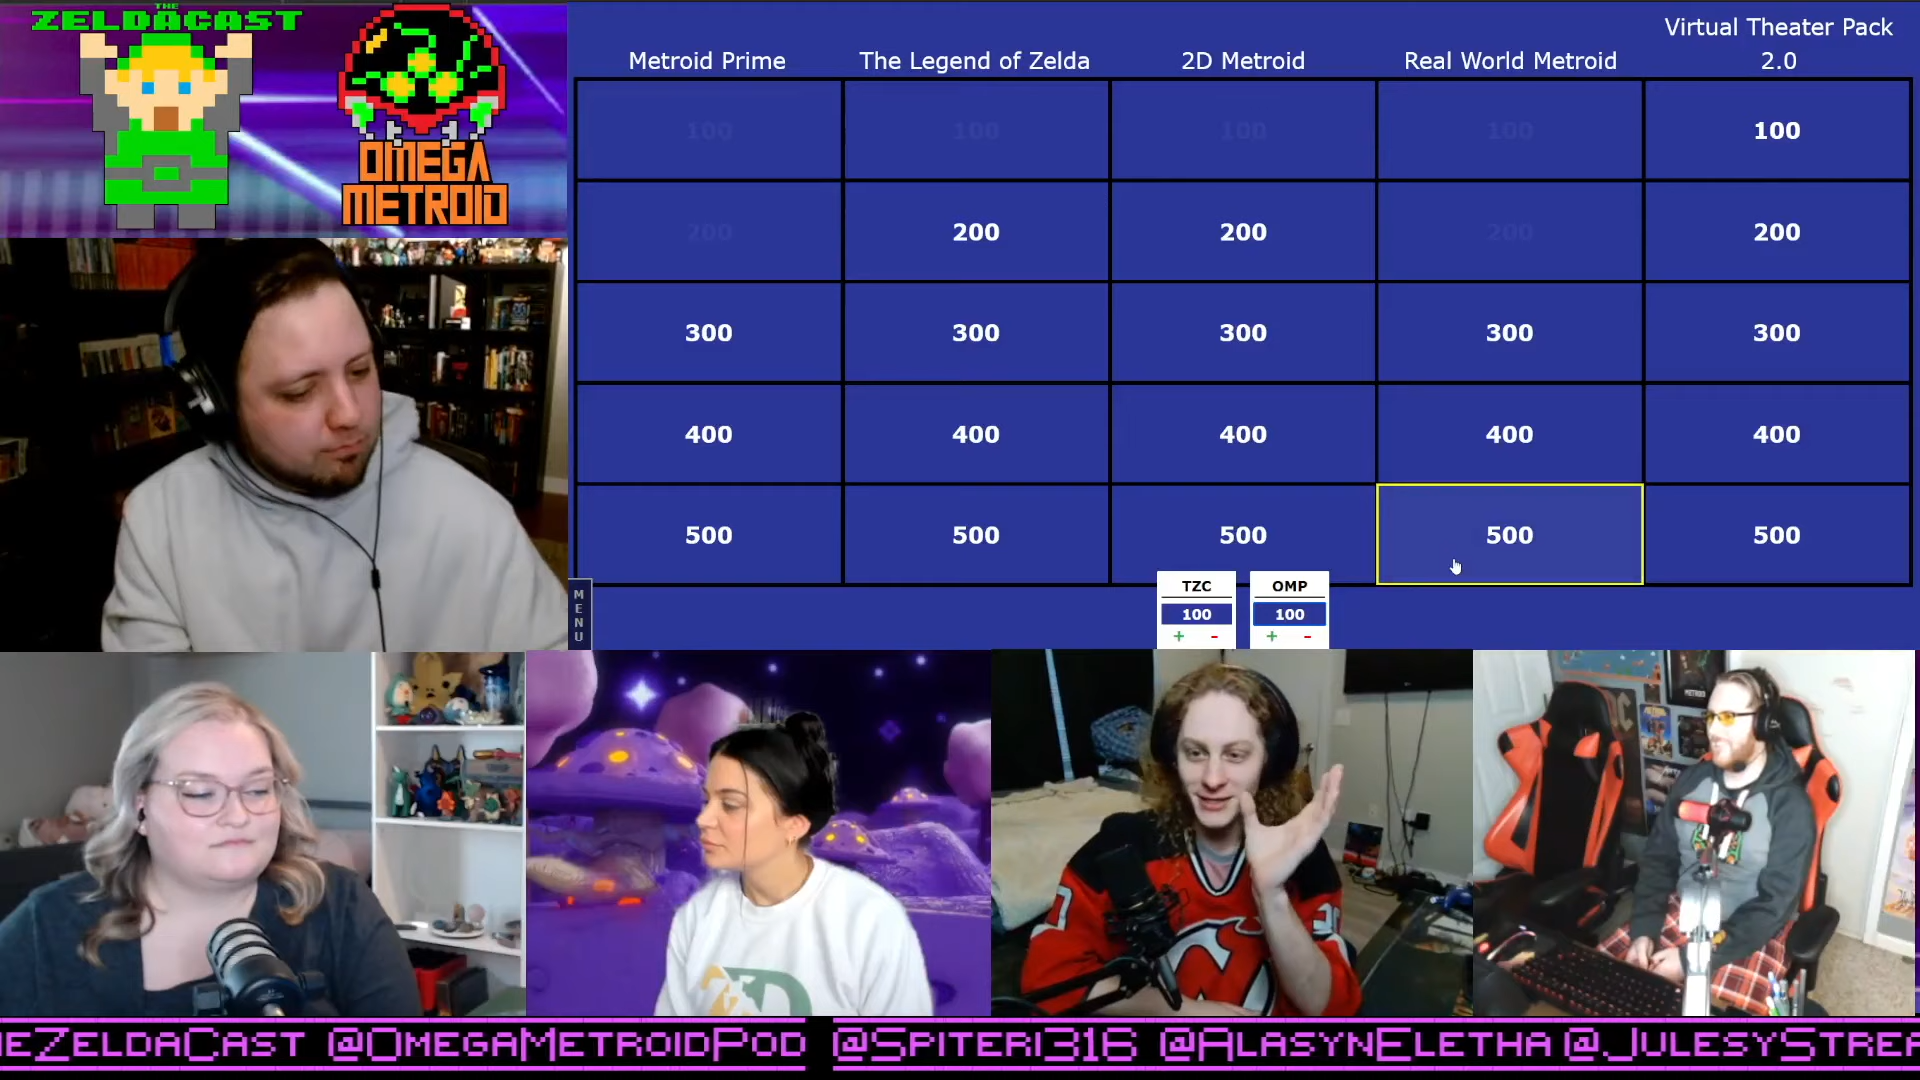 THE
ZELDACAST
OMEGA
METROID
Metroid Prime
The Legend of Zelda
2D Metroid
Real World Metroid
Virtual Theater Pack
2.0
100 100 100 100 100
200 200 200 200 200
300 300 300 300 300
400 400 400 400 400
500 500 500 500 500
MENU
TZC
100
+ -
OMP
100
+ -
HEZELDACAST @OMEGAMETROIDPOD @SPITERI316 @ALASYNELETHA @JULESYSTREA